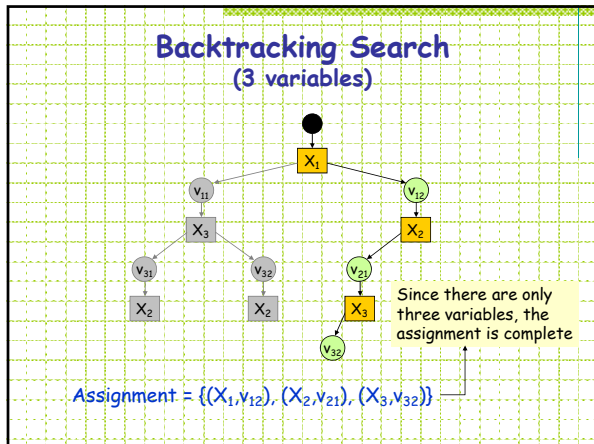 Backtracking Search
(3 variables)
X₁
v₁₁
v₁₂
X₃
X₂
v₃₁
v₃₂
v₂₁
X₂
X₂
X₃
v₃₂
Since there are only
three variables, the
assignment is complete
Assignment = {(X₁,v₁₂), (X₂,v₂₁), (X₃,v₃₂)}